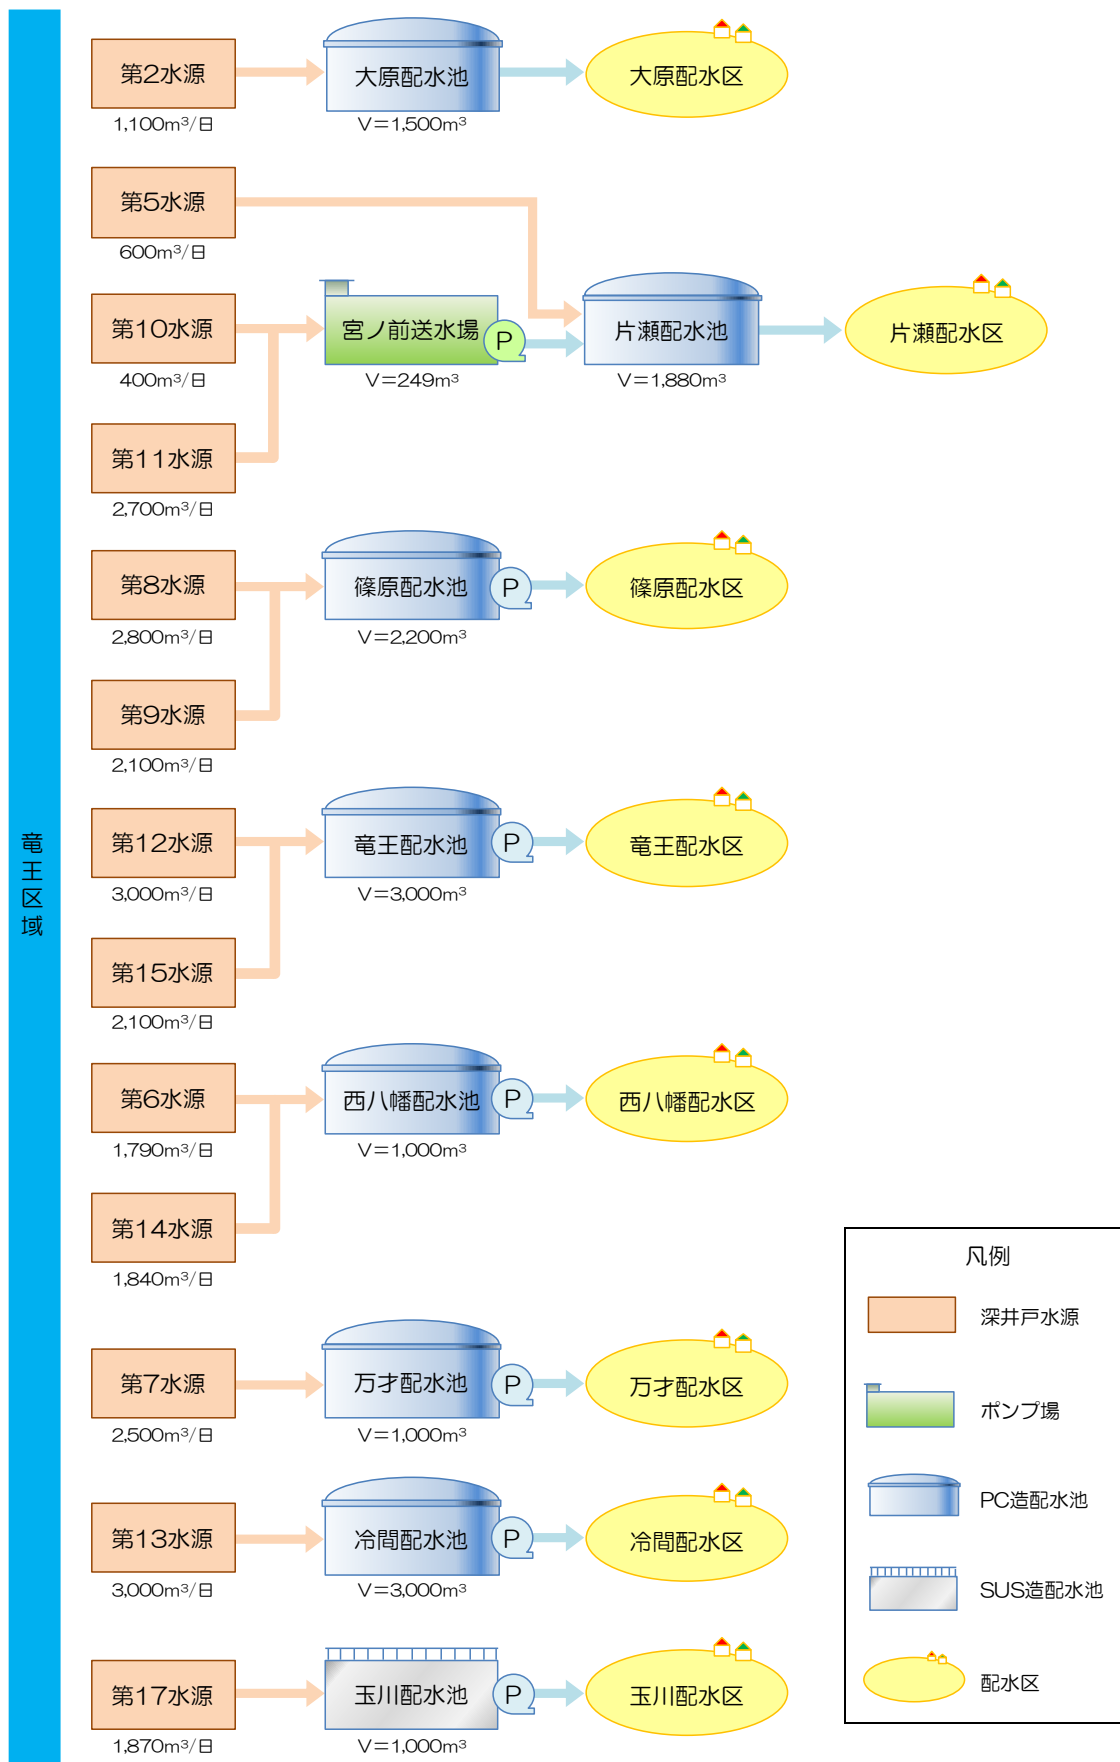 竜王区域
第2水源
1,100m³/日
大原配水池
V=1,500m³
大原配水区
第5水源
600m³/日
第10水源
400m³/日
宮ノ前送水場
P
V=249m³
片瀬配水池
V=1,880m³
片瀬配水区
第11水源
2,700m³/日
第8水源
2,800m³/日
篠原配水池
P
V=2,200m³
篠原配水区
第9水源
2,100m³/日
第12水源
3,000m³/日
竜王配水池
P
V=3,000m³
竜王配水区
第15水源
2,100m³/日
第6水源
1,790m³/日
西八幡配水池
P
V=1,000m³
西八幡配水区
第14水源
1,840m³/日
第7水源
2,500m³/日
万才配水池
P
V=1,000m³
万才配水区
第13水源
3,000m³/日
冷間配水池
P
V=3,000m³
冷間配水区
第17水源
1,870m³/日
玉川配水池
P
V=1,000m³
玉川配水区
凡例
深井戸水源
ポンプ場
PC造配水池
SUS造配水池
配水区